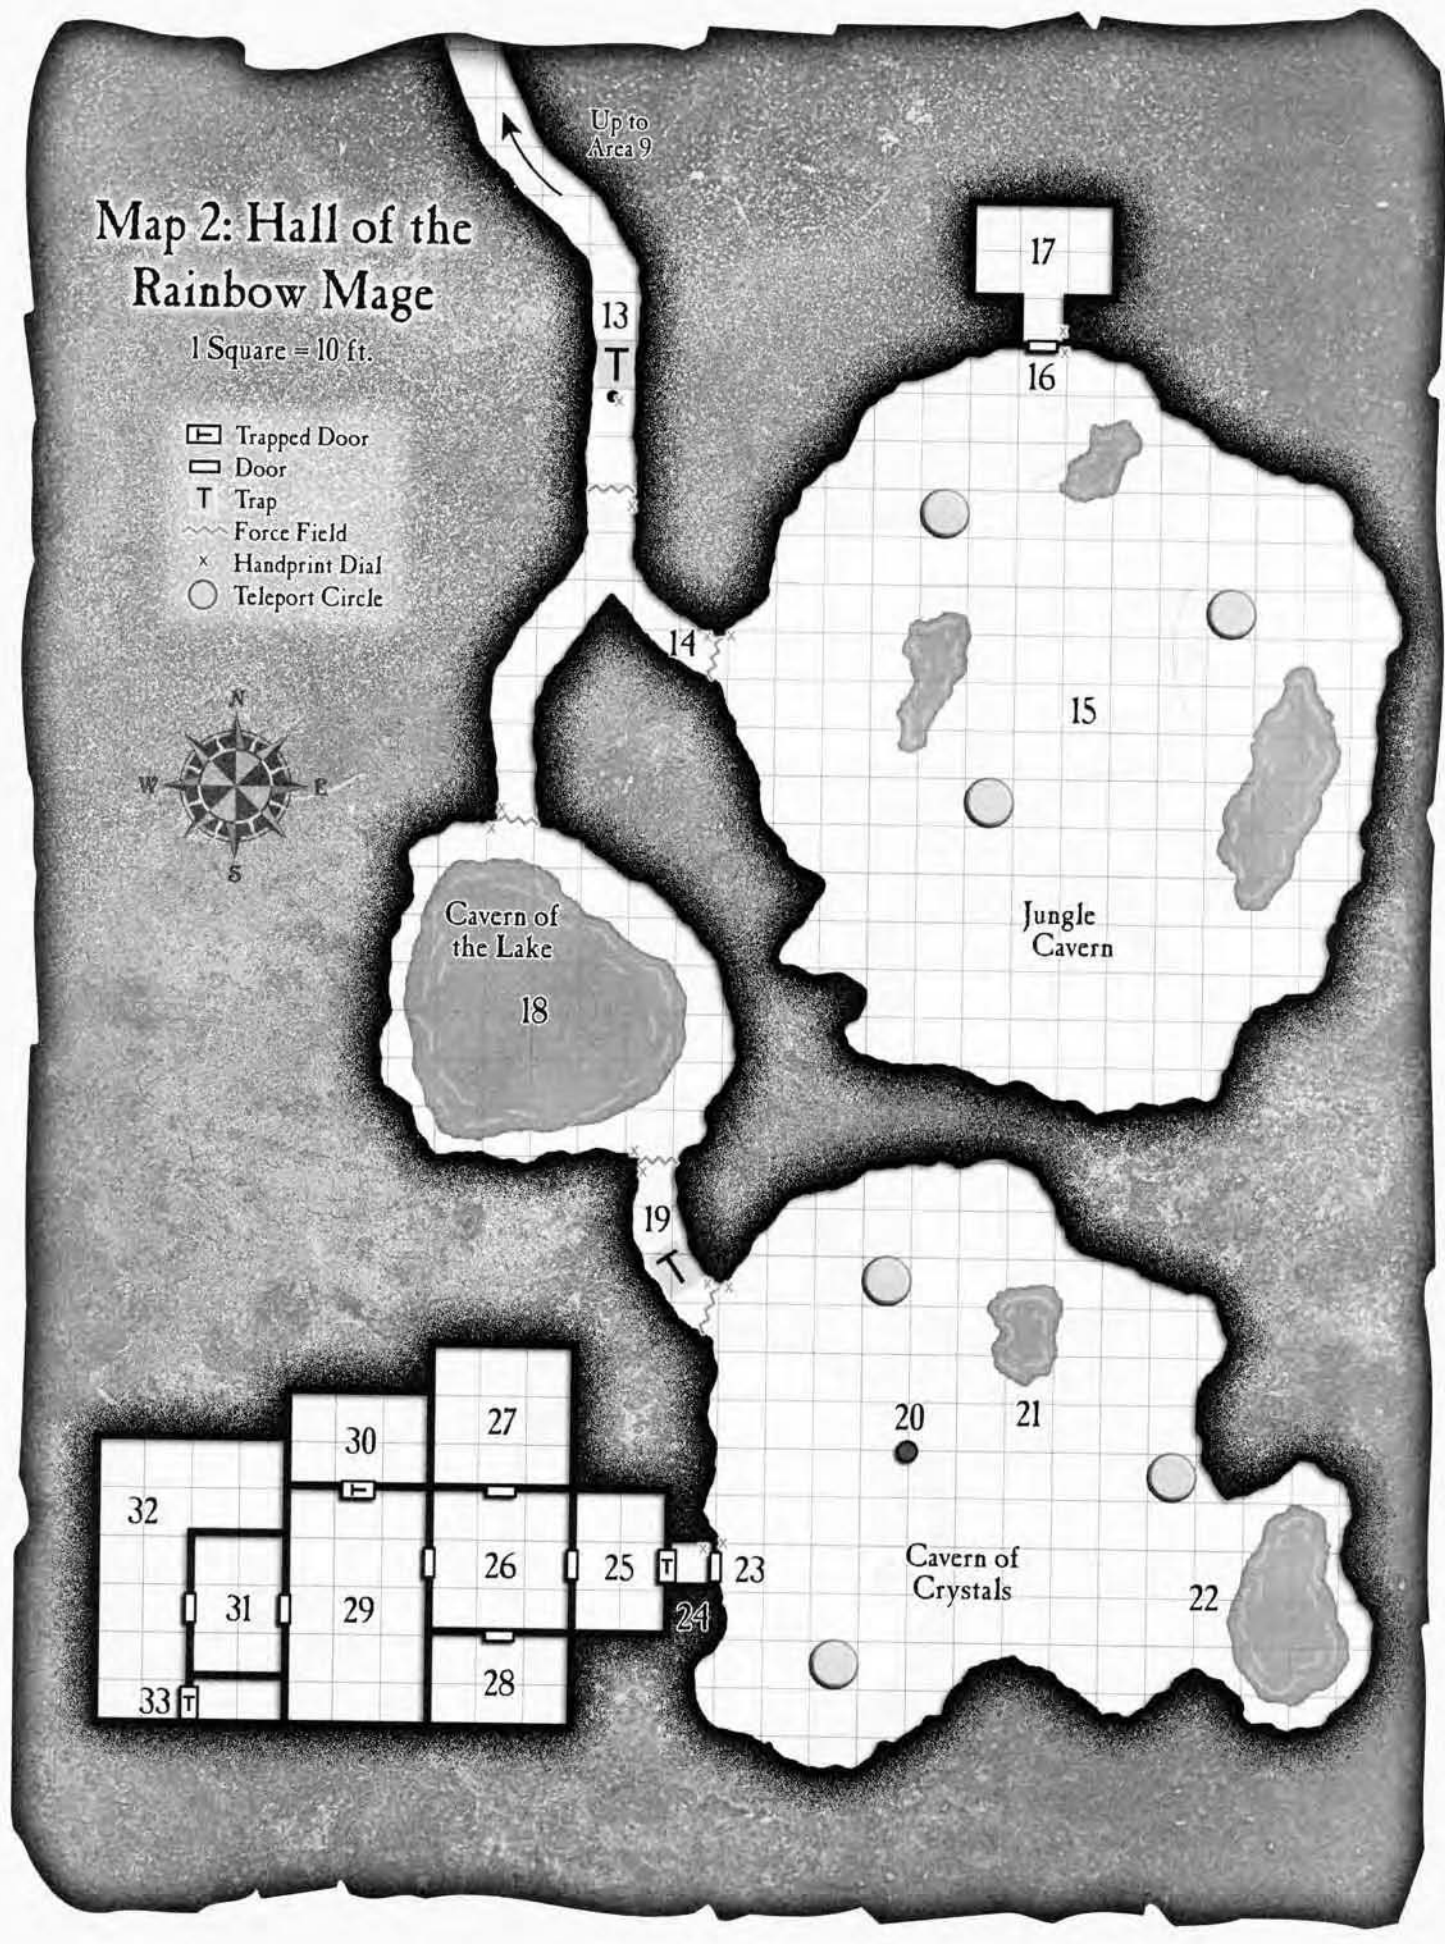 Up to
Area 9
Map 2: Hall of the
Rainbow Mage
1 Square = 10 ft.
T Trapped Door
Door
T Trap
Force Field
x Handprint Dial
Teleport Circle
N
W
E
S
17
13
T
16
14
15
Cavern of
the Lake
18
Jungle
Cavern
19
T
20
21
27
30
32
26
25
T
23
Cavern of
Crystals
22
31
29
24
28
33
T
T